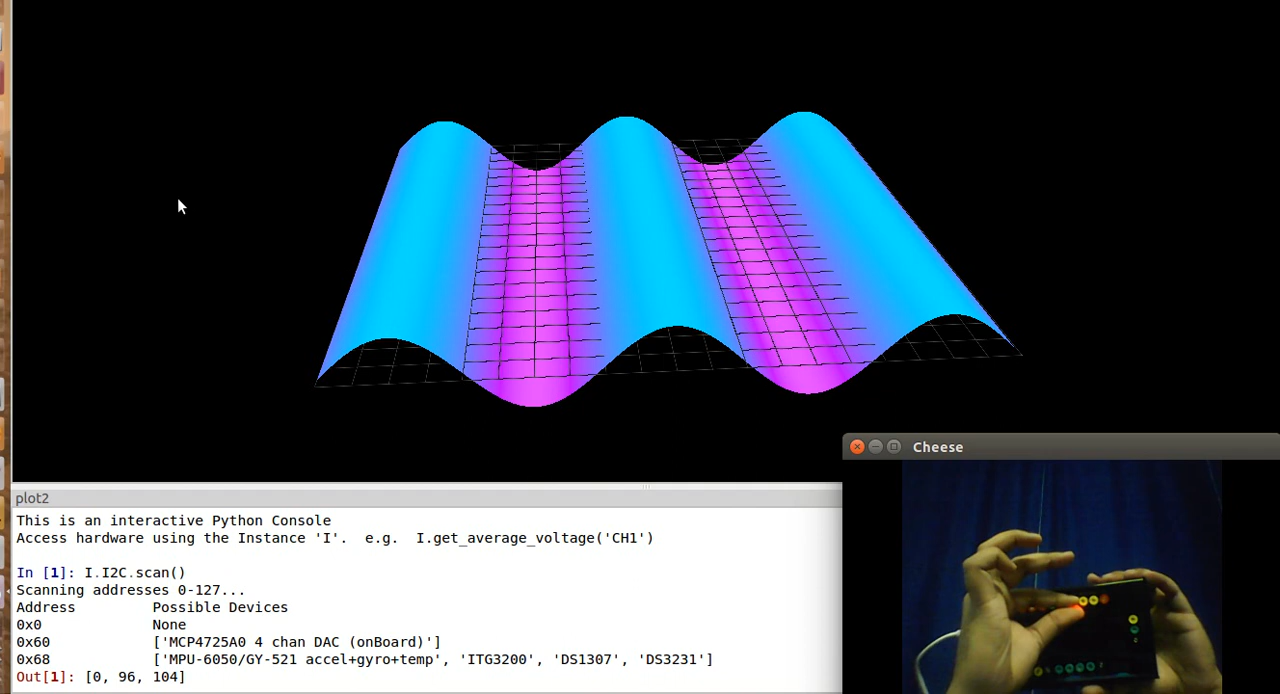 Cheese
plot2
This is an interactive Python Console
Access hardware using the Instance 'I'.  e.g.  I.get_average_voltage('CH1')
In [1]: I.I2C.scan()
Scanning addresses 0-127...
Address         Possible Devices
0x0             None
0x60            ['MCP4725A0 4 chan DAC (onBoard)']
0x68            ['MPU-6050/GY-521 accel+gyro+temp', 'ITG3200', 'DS1307', 'DS3231']
Out[1]: [0, 96, 104]